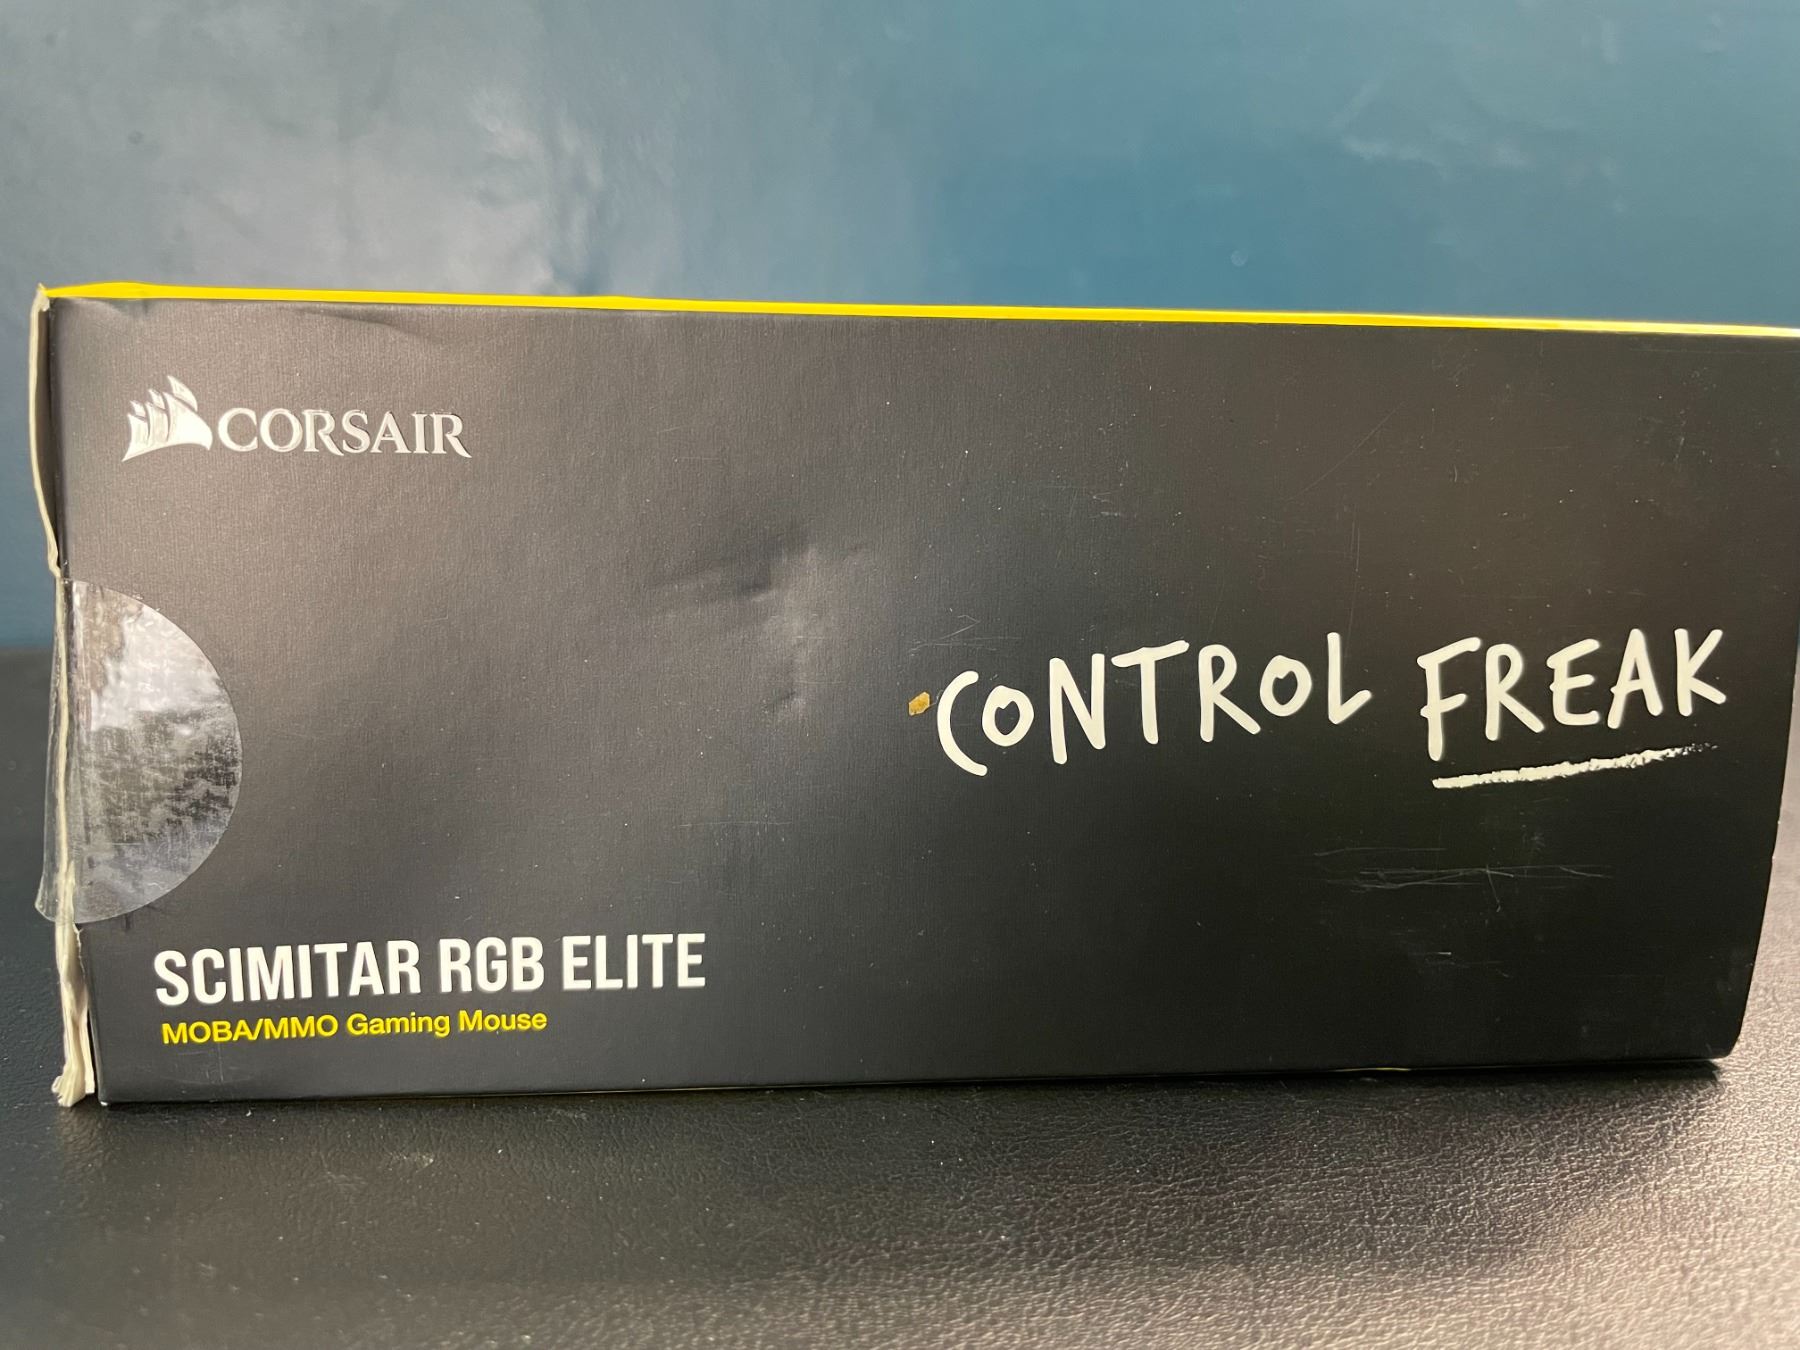 CORSAIR
CONTROL FREAK
SCIMITAR RGB ELITE
MOBA/MMO Gaming Mouse